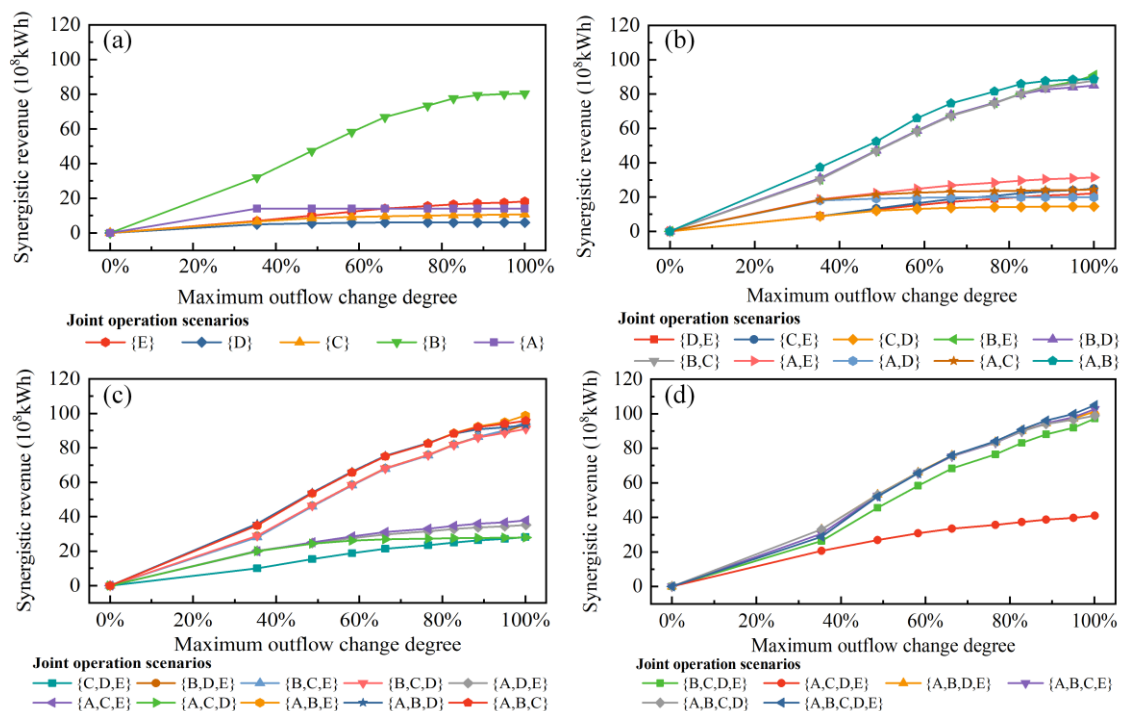 (a)
Synergistic revenue (10⁸kWh)
120
100
80
60
40
20
0
0% 20% 40% 60% 80% 100%
Maximum outflow change degree
Joint operation scenarios
{E} {D} {C} {B} {A}
(b)
Synergistic revenue (10⁸kWh)
120
100
80
60
40
20
0
0% 20% 40% 60% 80% 100%
Maximum outflow change degree
Joint operation scenarios
{D,E} {C,E} {C,D} {B,E} {B,D}
{B,C} {A,E} {A,D} {A,C} {A,B}
(c)
Synergistic revenue (10⁸kWh)
120
100
80
60
40
20
0
0% 20% 40% 60% 80% 100%
Maximum outflow change degree
Joint operation scenarios
{C,D,E} {B,D,E} {B,C,E} {B,C,D} {A,D,E}
{A,C,E} {A,C,D} {A,B,E} {A,B,D} {A,B,C}
(d)
Synergistic revenue (10⁸kWh)
120
100
80
60
40
20
0
0% 20% 40% 60% 80% 100%
Maximum outflow change degree
Joint operation scenarios
{B,C,D,E} {A,C,D,E} {A,B,D,E} {A,B,C,E}
{A,B,C,D} {A,B,C,D,E}